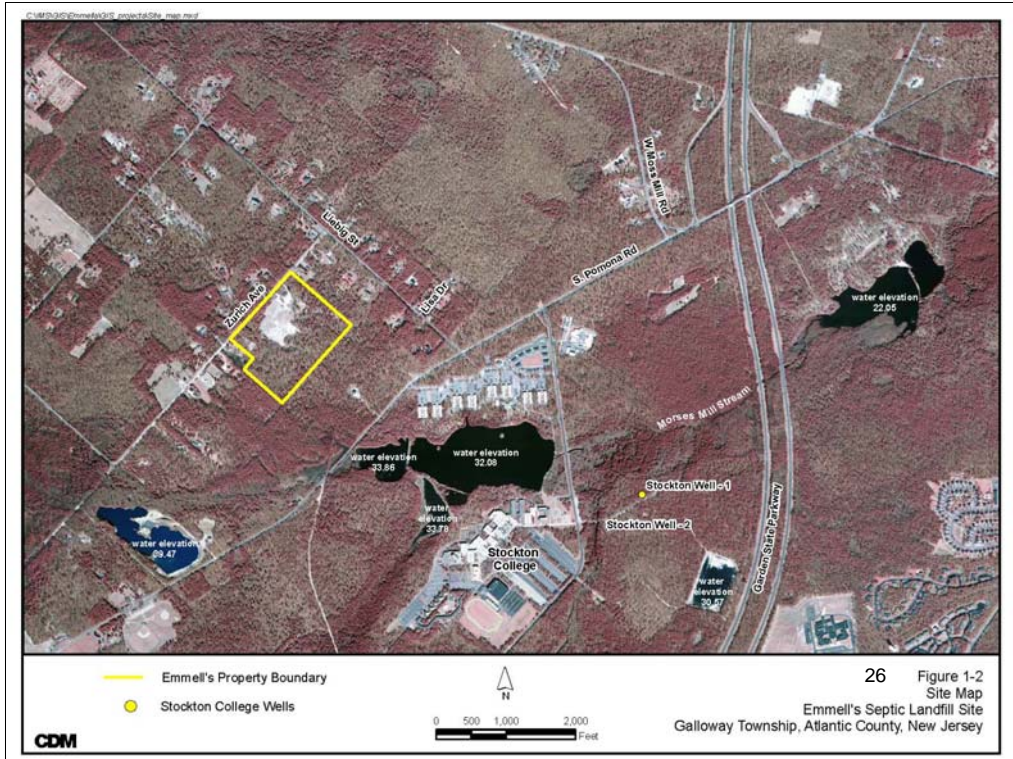 C:\IMS\GIS\Emmella\GIS_projects\Site_map.mxd
W Moss Mill Rd
Liebig St
S. Pomona Rd
Zurich Ave
Lisa Dr
water elevation
22.05
Morses Mill Stream
water elevation
33.66
water elevation
32.08
Stockton Well - 1
water
elevation
33.79
Stockton Well - 2
Garden State Parkway
water elevation
39.47
Stockton
College
water
elevation
30.57
Emmell's Property Boundary
Stockton College Wells
N
0 500 1,000 2,000
Feet
CDM
26
Figure 1-2
Site Map
Emmell's Septic Landfill Site
Galloway Township, Atlantic County, New Jersey